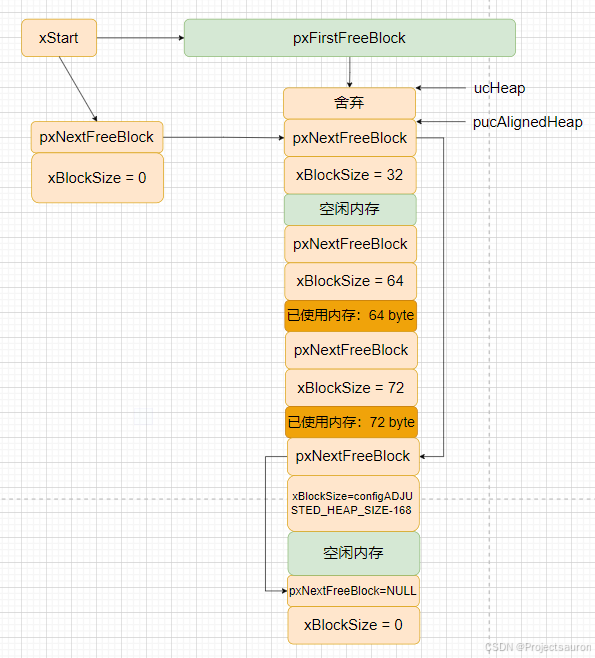 xStart
pxFirstFreeBlock
ucHeap
舍弃
pucAlignedHeap
pxNextFreeBlock
pxNextFreeBlock
xBlockSize = 0
xBlockSize = 32
空闲内存
pxNextFreeBlock
xBlockSize = 64
已使用内存：64 byte
pxNextFreeBlock
xBlockSize = 72
已使用内存：72 byte
pxNextFreeBlock
xBlockSize=configADJU
STED_HEAP_SIZE-168
空闲内存
pxNextFreeBlock=NULL
xBlockSize = 0
CSDN @Projectsauron